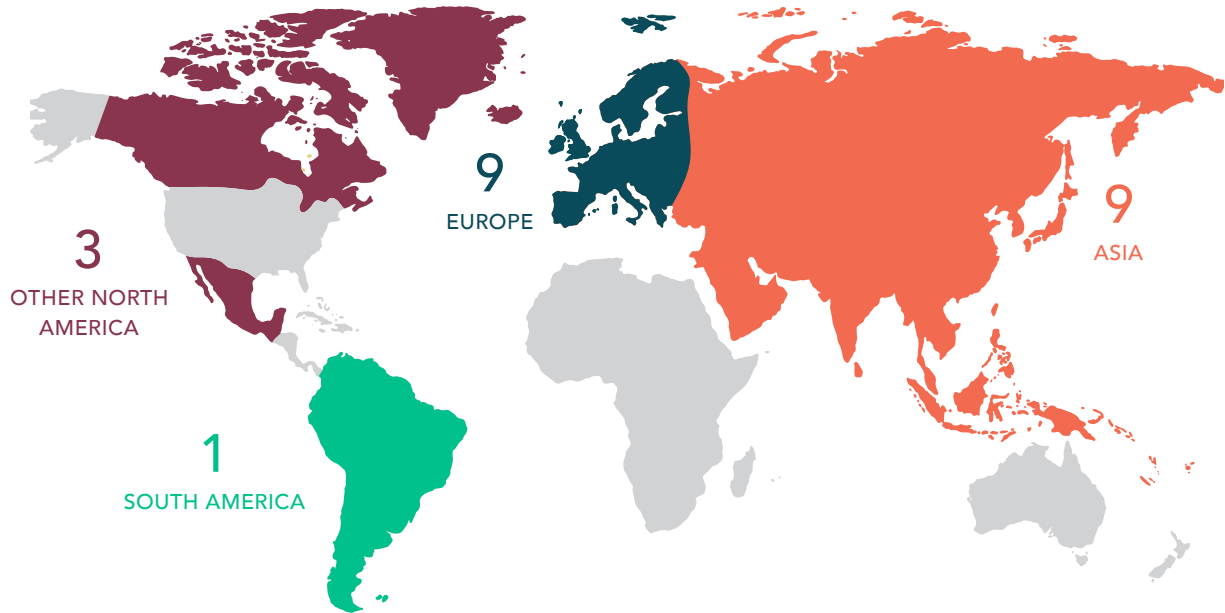 9
EUROPE
9
ASIA
3
OTHER NORTH
AMERICA
1
SOUTH AMERICA